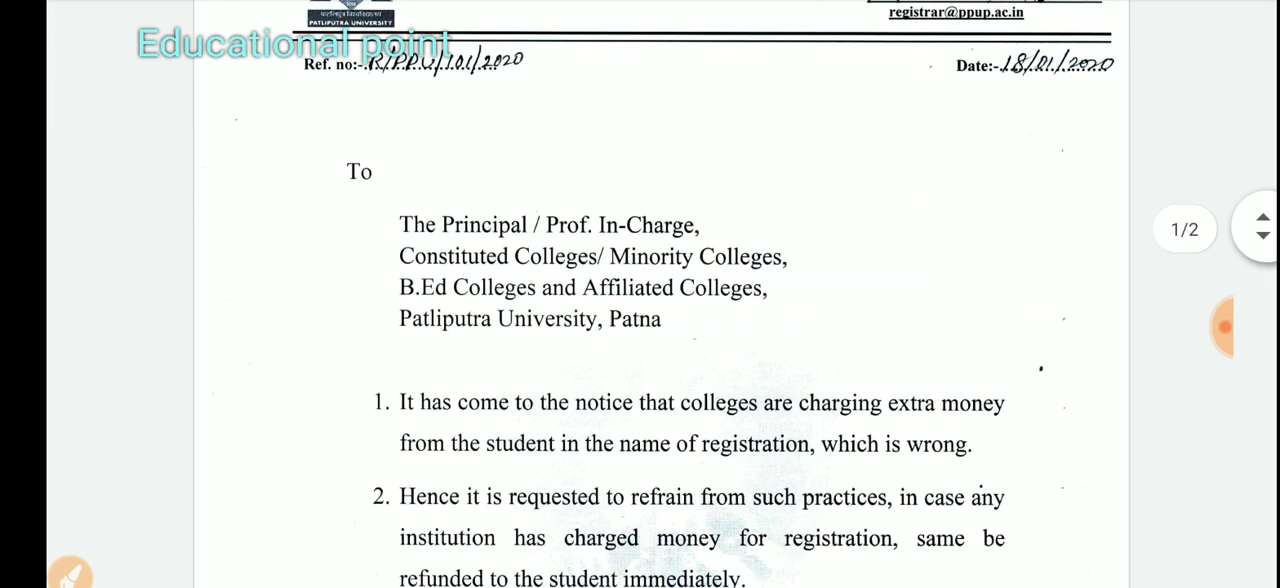 पाटलिपुत्र विश्वविद्यालय
PATLIPUTRA UNIVERSITY
registrar@ppup.ac.in
Educational point
Ref. no:-.R/PPU/101/2020
Date:-.18/01/2020
To
The Principal / Prof. In-Charge,
Constituted Colleges/ Minority Colleges,
B.Ed Colleges and Affiliated Colleges,
Patliputra University, Patna
1/2
1. It has come to the notice that colleges are charging extra money
from the student in the name of registration, which is wrong.
2. Hence it is requested to refrain from such practices, in case any
institution has charged money for registration, same be
refunded to the student immediately.